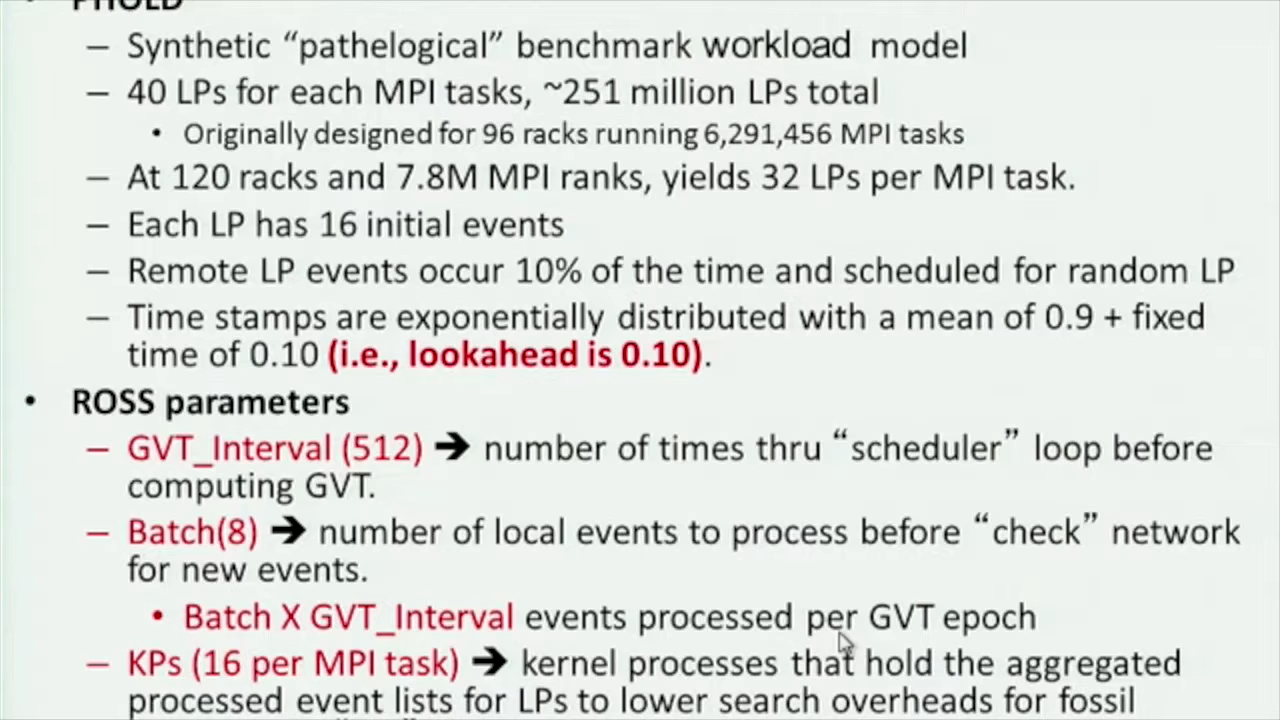 • PHOLD
– Synthetic “pathelogical” benchmark workload model
– 40 LPs for each MPI tasks, ~251 million LPs total
• Originally designed for 96 racks running 6,291,456 MPI tasks
– At 120 racks and 7.8M MPI ranks, yields 32 LPs per MPI task.
– Each LP has 16 initial events
– Remote LP events occur 10% of the time and scheduled for random LP
– Time stamps are exponentially distributed with a mean of 0.9 + fixed
time of 0.10 (i.e., lookahead is 0.10).
• ROSS parameters
– GVT_Interval (512) ➔ number of times thru “scheduler” loop before
computing GVT.
– Batch(8) ➔ number of local events to process before “check” network
for new events.
• Batch X GVT_Interval events processed per GVT epoch
– KPs (16 per MPI task) ➔ kernel processes that hold the aggregated
processed event lists for LPs to lower search overheads for fossil